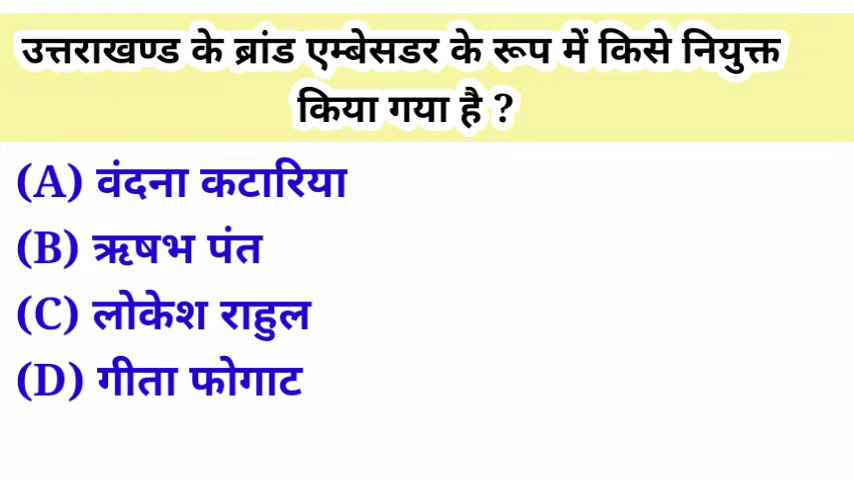 उत्तराखण्ड के ब्रांड एम्बेसडर के रूप में किसे नियुक्त
किया गया है ?
(A) वंदना कटारिया
(B) ऋषभ पंत
(C) लोकेश राहुल
(D) गीता फोगाट